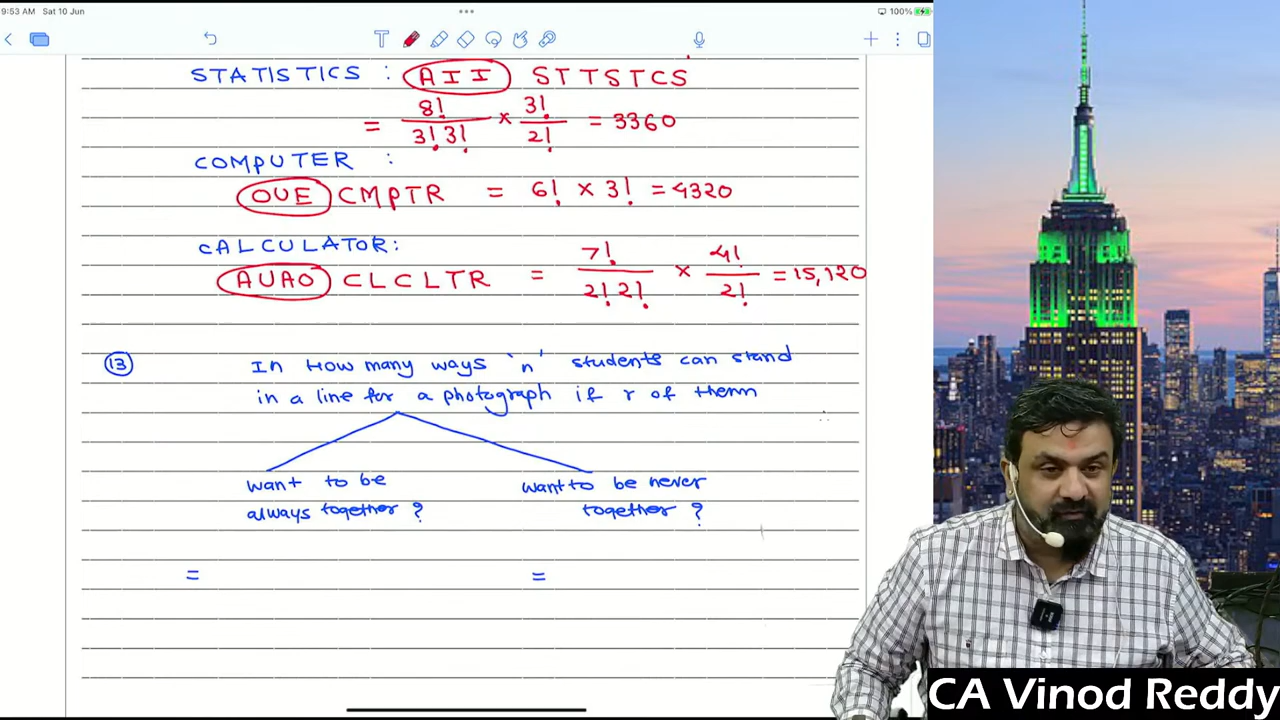 9:53 AM Sat 10 Jun
100%
STATISTICS : AII STTSTCS
= 8!/3!3! × 3!/2! = 3360
COMPUTER :
OUE CMPTR = 6! × 3! = 4320
CALCULATOR:
AUAO CLCLTR = 7!/2!2! × 4!/2! = 15,120
13 In How many ways 'n' students can stand
in a line for a photograph if r of themn
want to be
always together ?
want to be never
together ?
= =
CA Vinod Reddy